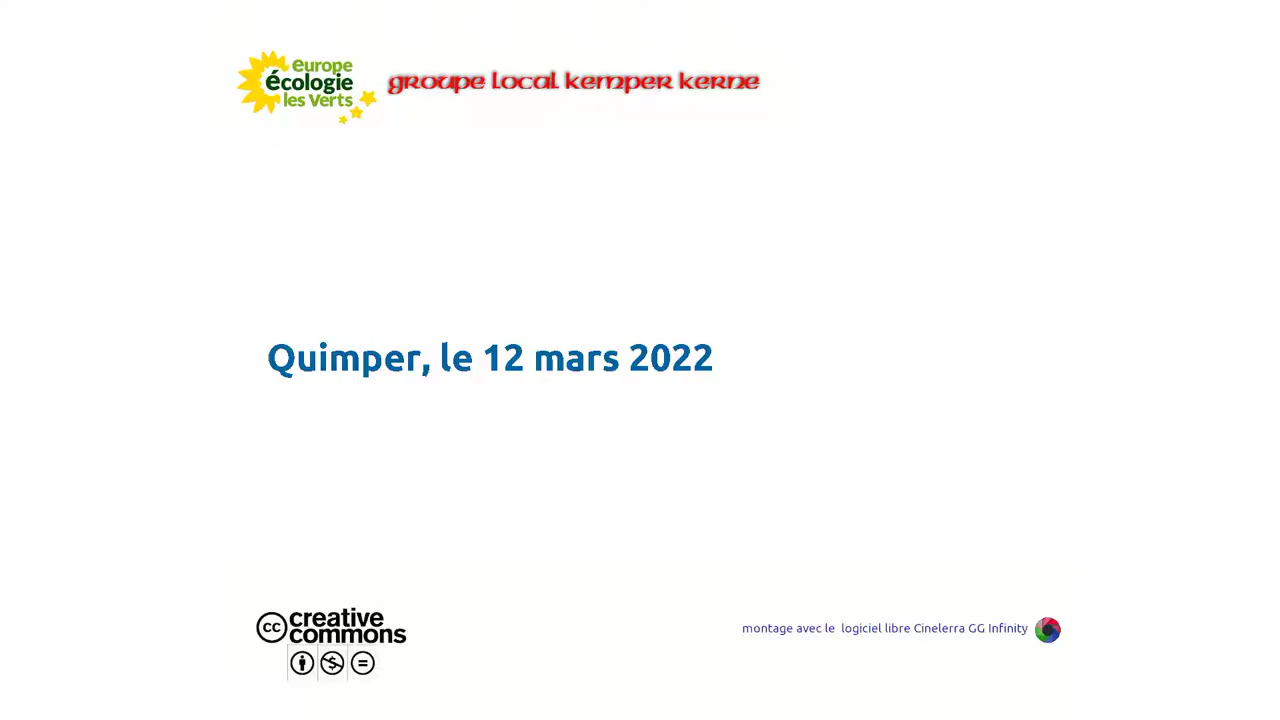 europe
écologie
les verts
groupe local kemper kerne
Quimper, le 12 mars 2022
cc creative
commons
montage avec le logiciel libre Cinelerra GG Infinity